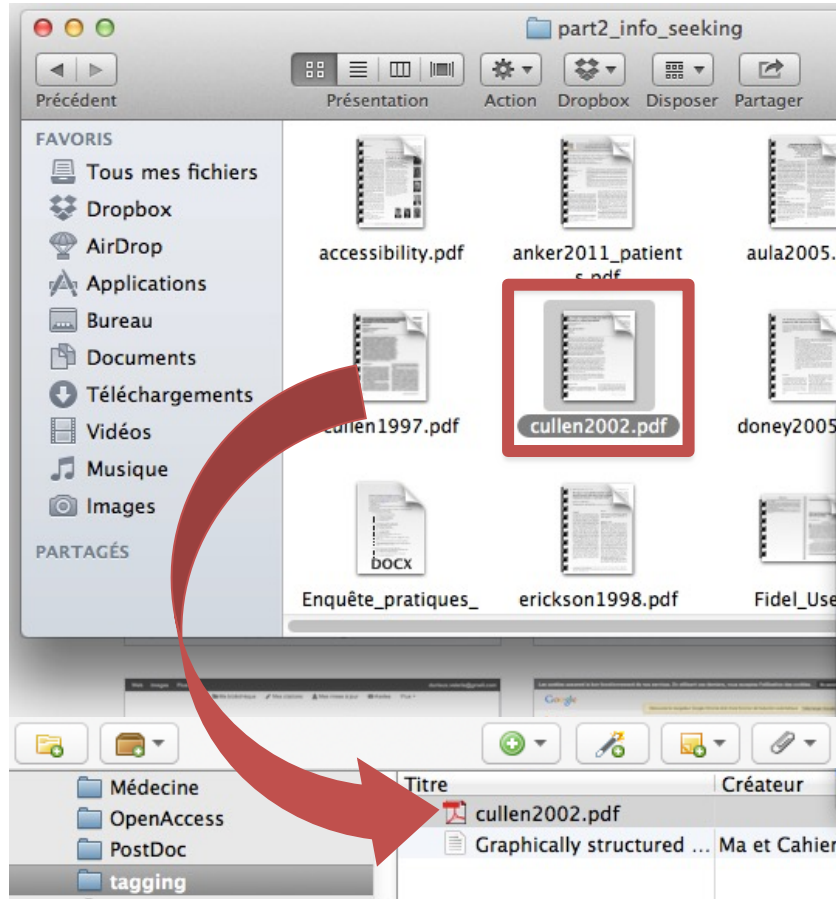 part2_info_seeking
Précédent Présentation Action Dropbox Disposer Partager
FAVORIS
Tous mes fichiers
Dropbox
AirDrop
Applications
Bureau
Documents
Téléchargements
Vidéos
Musique
Images
PARTAGÉS
accessibility.pdf anker2011_patient aula2005.
s.pdf
cullen1997.pdf cullen2002.pdf doney2005
DOCX
Enquête_pratiques_ erickson1998.pdf Fidel_Use
Google
Titre Créateur
Médecine
OpenAccess
PostDoc
tagging
cullen2002.pdf
Graphically structured ... Ma et Cahier